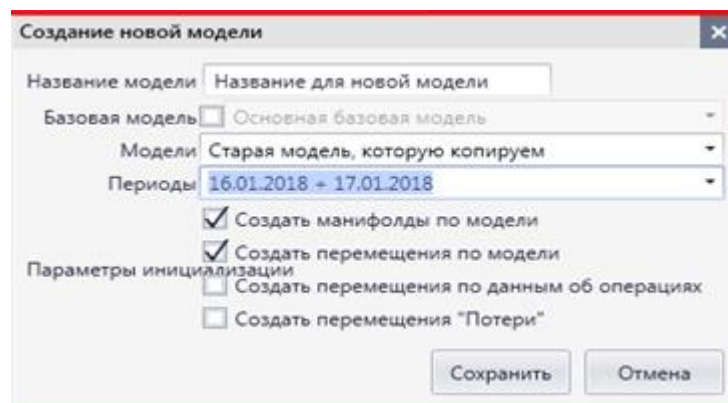 Создание новой модели
Название модели Название для новой модели
Базовая модель Основная базовая модель
Модели Старая модель, которую копируем
Периоды 16.01.2018 ÷ 17.01.2018
Создать манифолды по модели
Создать перемещения по модели
Параметры инициализации
Создать перемещения по данным об операциях
Создать перемещения "Потери"
Сохранить Отмена